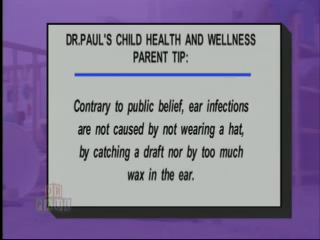 DR.PAUL'S CHILD HEALTH AND WELLNESS
PARENT TIP:
Contrary to public belief, ear infections
are not caused by not wearing a hat,
by catching a draft nor by too much
wax in the ear.